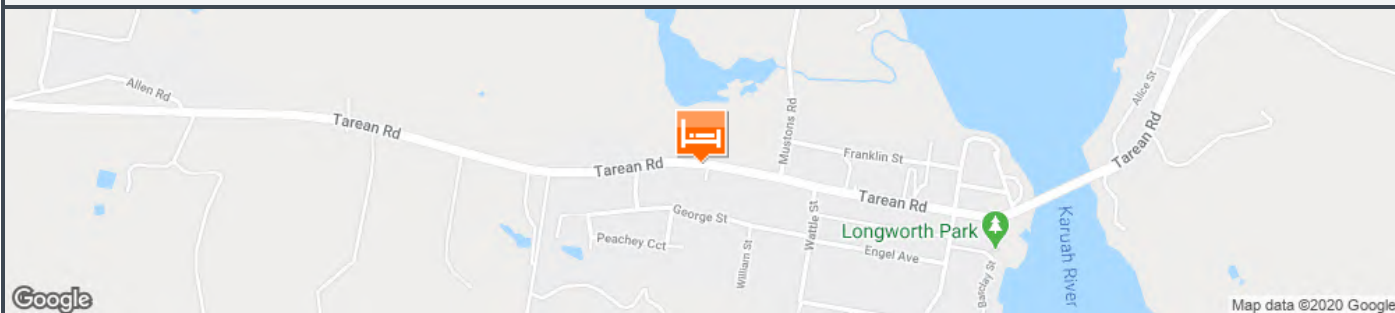 Allen Rd
Tarean Rd
Tarean Rd
Mustons Rd
Franklin St
Alice St
Tarean Rd
Tarean Rd
George St
Wattle St
Peachey Cct
William St
Longworth Park
Engel Ave
Barclay St
Karuah River
Google
Map data ©2020 Google